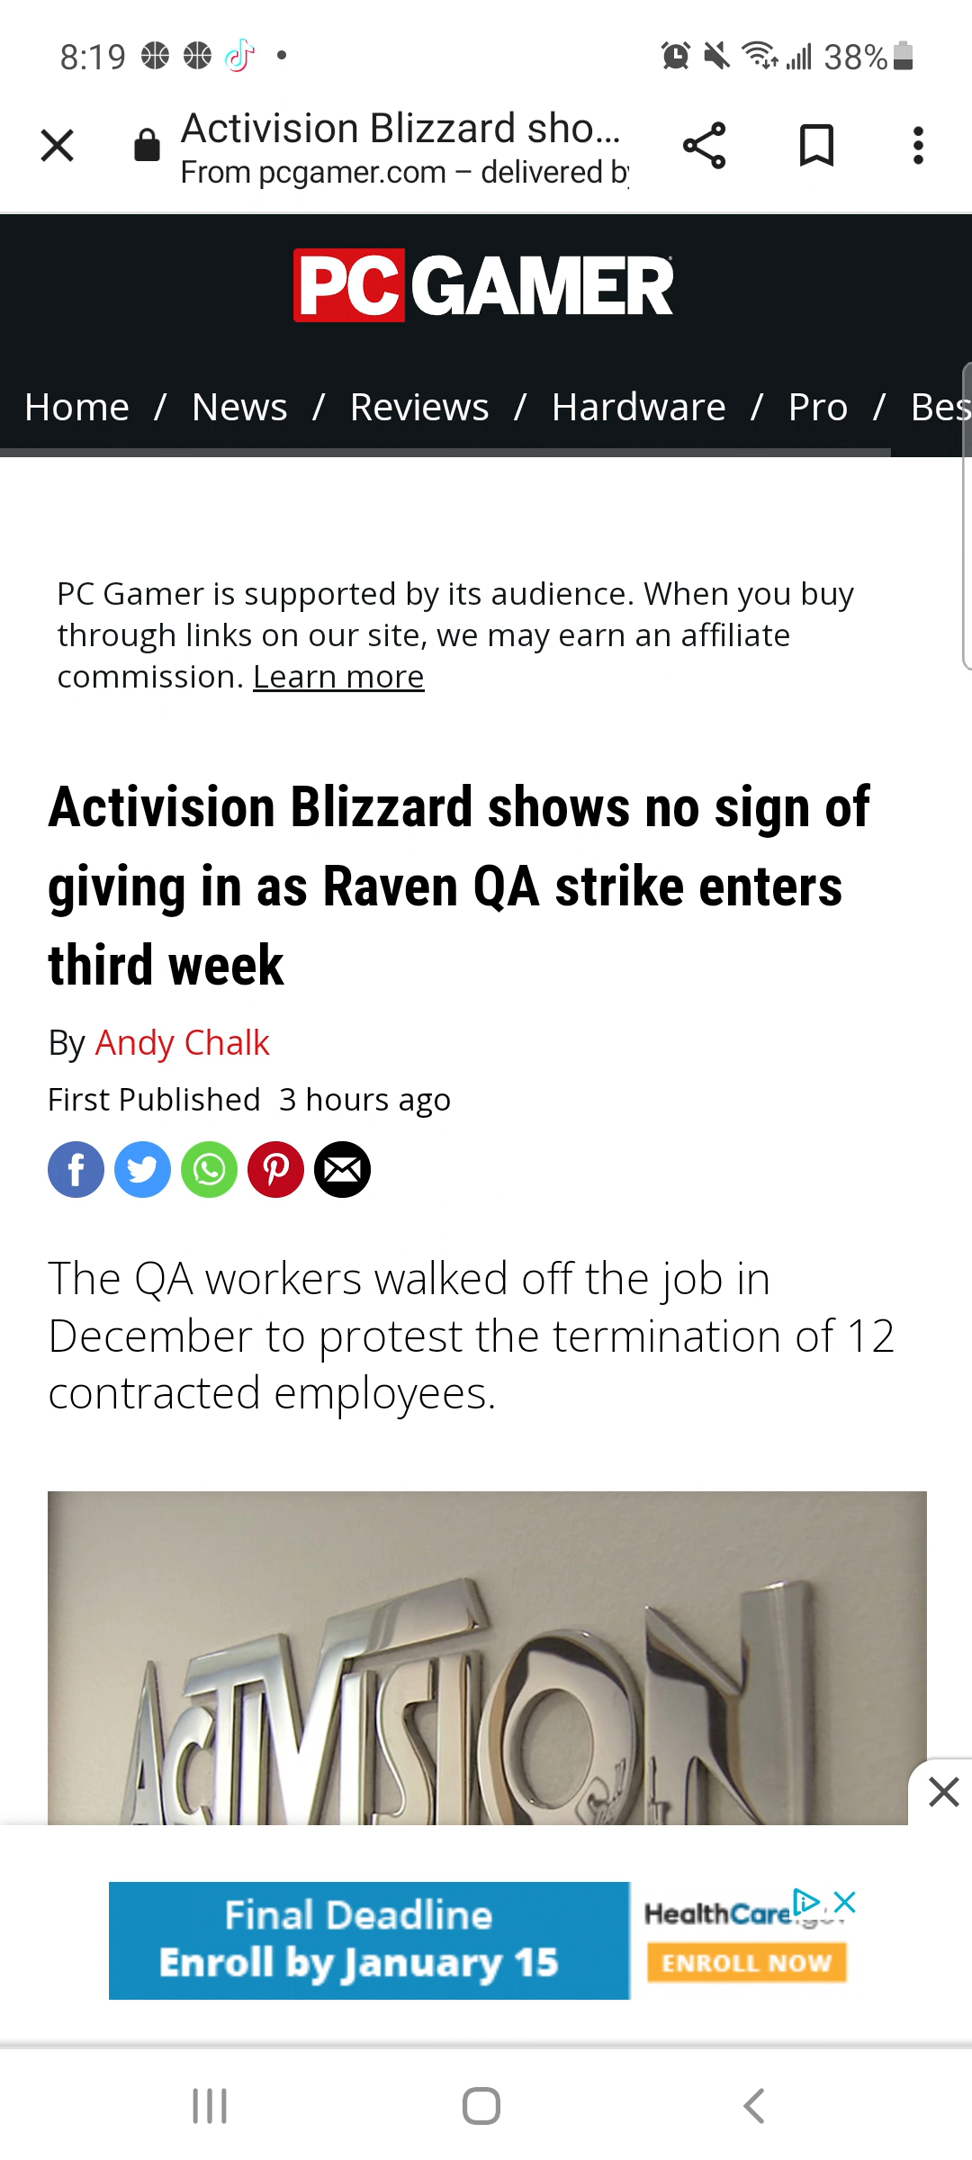 8:19
38%
Activision Blizzard sho...
From pcgamer.com – delivered by
PC GAMER
Home / News / Reviews / Hardware / Pro / Bes
PC Gamer is supported by its audience. When you buy
through links on our site, we may earn an affiliate
commission. Learn more
Activision Blizzard shows no sign of
giving in as Raven QA strike enters
third week
By Andy Chalk
First Published 3 hours ago
The QA workers walked off the job in
December to protest the termination of 12
contracted employees.
ACTIVISION
Final Deadline
Enroll by January 15
HealthCare.gov
ENROLL NOW